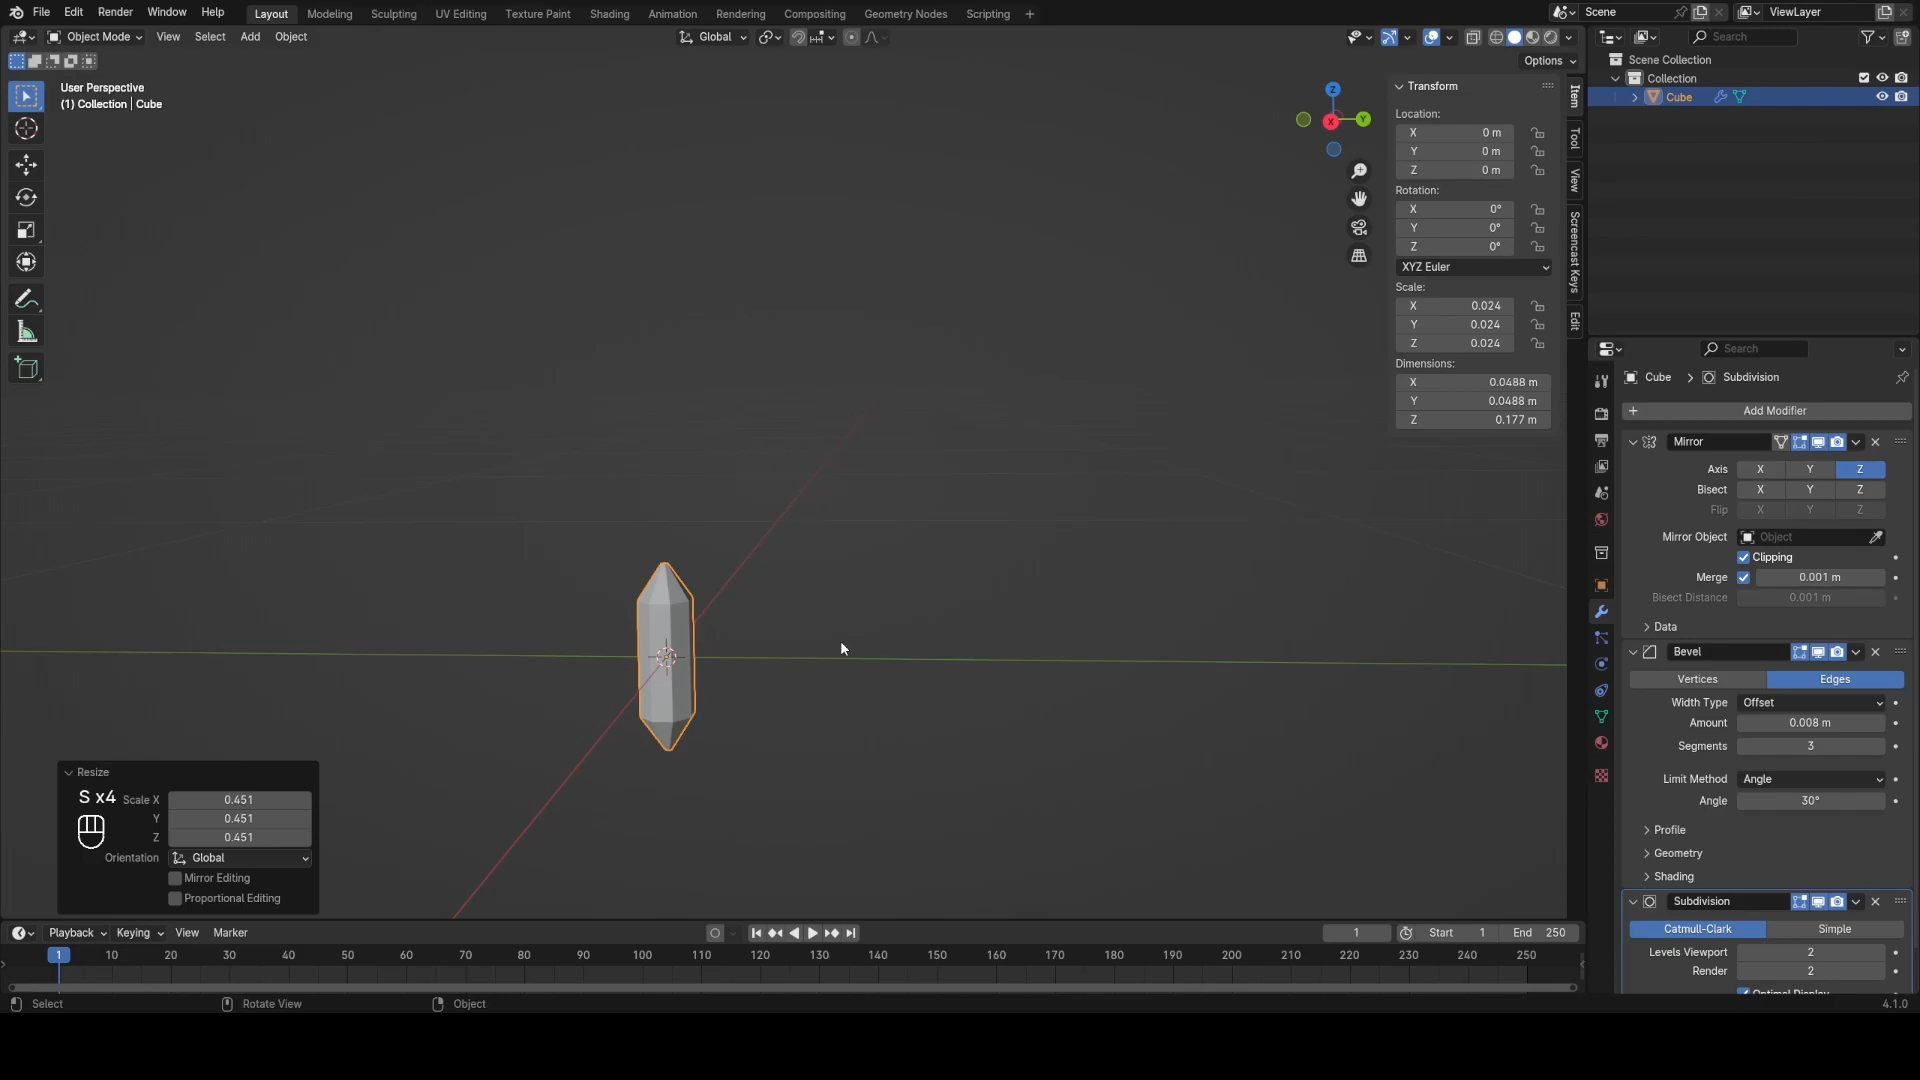 File Edit Render Window Help Layout Modeling Sculpting UV Editing Texture Paint Shading Animation Rendering Compositing Geometry Nodes Scripting + Scene ViewLayer
Object Mode View Select Add Object Global Search
Options
User Perspective
(1) Collection | Cube
Z
Y
X
Transform
Location:
X 0 m
Y 0 m
Z 0 m
Rotation:
X 0°
Y 0°
Z 0°
XYZ Euler
Scale:
X 0.024
Y 0.024
Z 0.024
Dimensions:
X 0.0488 m
Y 0.0488 m
Z 0.177 m
Item
Tool
View
Screencast Keys
Edit
Scene Collection
Collection
Cube
Search
Cube > Subdivision
+ Add Modifier
Mirror
Axis X Y Z
Bisect X Y Z
Flip X Y Z
Mirror Object Object
Clipping
Merge 0.001 m
Bisect Distance 0.001 m
Data
Bevel
Vertices Edges
Width Type Offset
Amount 0.008 m
Segments 3
Limit Method Angle
Angle 30°
Profile
Geometry
Shading
Subdivision
Catmull-Clark Simple
Levels Viewport 2
Render 2
Optimal Display
Resize
S x4
Scale X 0.451
Y 0.451
Z 0.451
Orientation Global
Mirror Editing
Proportional Editing
Playback Keying View Marker 1 Start 1 End 250
1 10 20 30 40 50 60 70 80 90 100 110 120 130 140 150 160 170 180 190 200 210 220 230 240 250
Select Rotate View Object 4.1.0